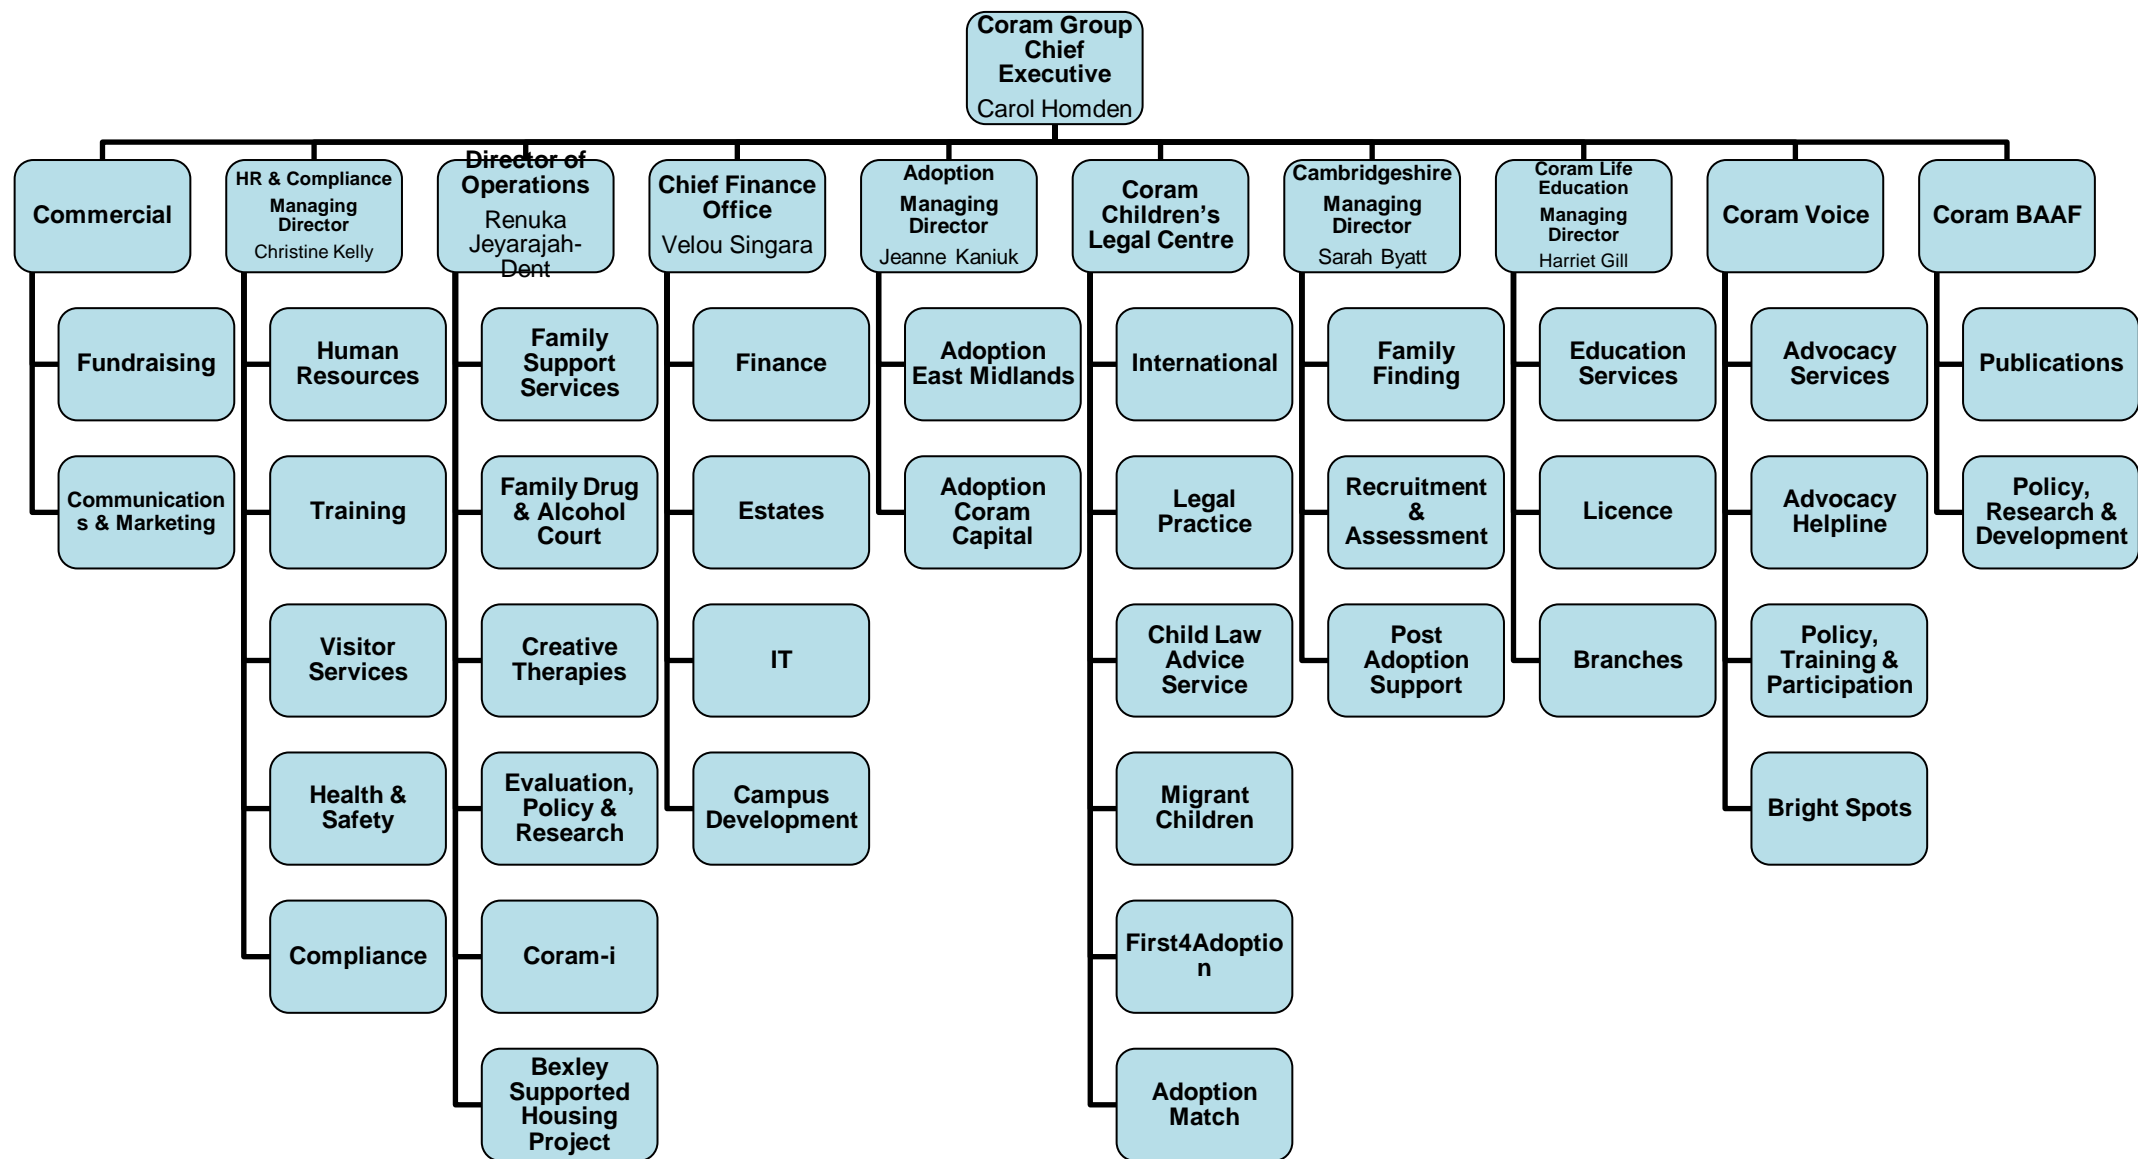 Coram Group
Chief
Executive
Carol Homden
Commercial
HR & Compliance
Managing
Director
Christine Kelly
Director of
Operations
Renuka
Jeyarajah-
Dent
Chief Finance
Office
Velou Singara
Adoption
Managing
Director
Jeanne Kaniuk
Coram
Children’s
Legal Centre
Cambridgeshire
Managing
Director
Sarah Byatt
Coram Life
Education
Managing
Director
Harriet Gill
Coram Voice
Coram BAAF
Fundraising
Human
Resources
Family
Support
Services
Finance
Adoption
East Midlands
International
Family
Finding
Education
Services
Advocacy
Services
Publications
Communication
s & Marketing
Training
Family Drug
& Alcohol
Court
Estates
Adoption
Coram
Capital
Legal
Practice
Recruitment
&
Assessment
Licence
Advocacy
Helpline
Policy,
Research &
Development
Visitor
Services
Creative
Therapies
IT
Child Law
Advice
Service
Post
Adoption
Support
Branches
Policy,
Training &
Participation
Health &
Safety
Evaluation,
Policy &
Research
Campus
Development
Migrant
Children
Bright Spots
Compliance
Coram-i
First4Adoptio
n
Bexley
Supported
Housing
Project
Adoption
Match